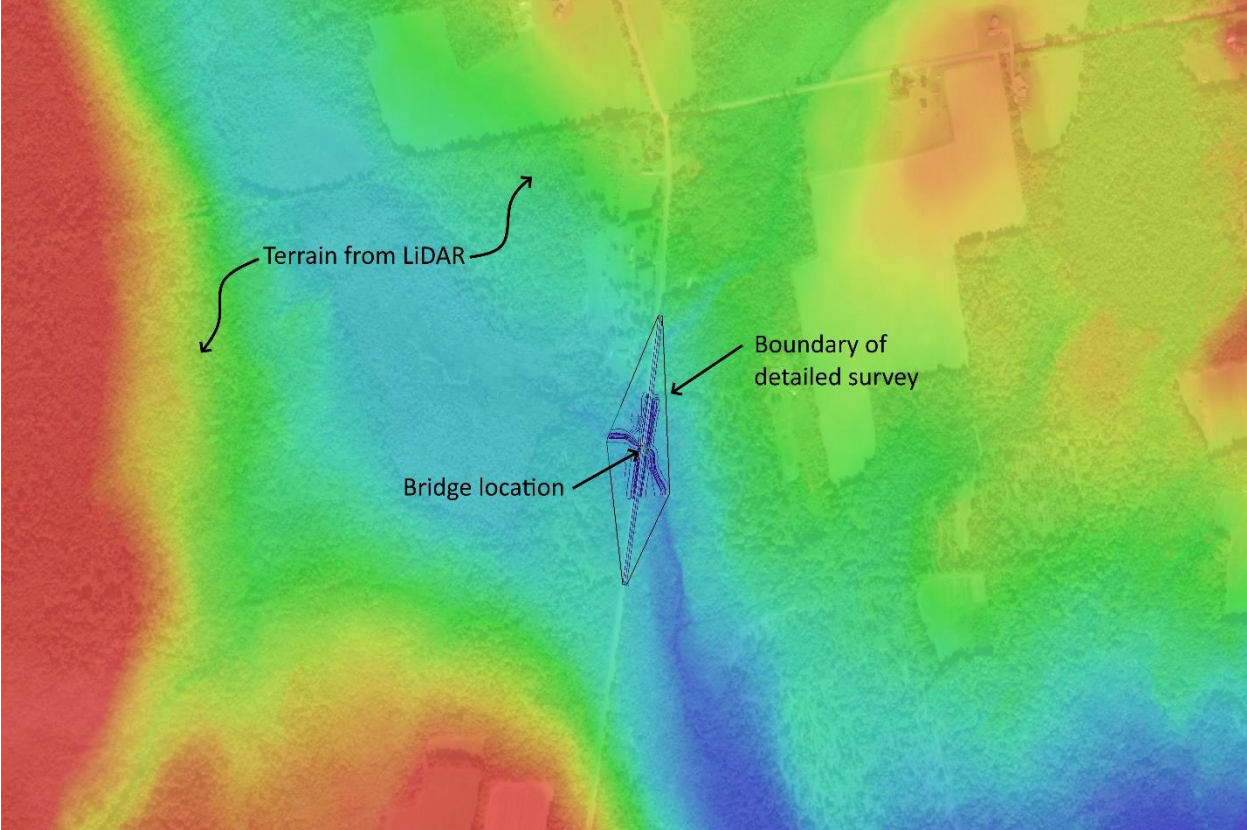 Terrain from LiDAR
Boundary of
detailed survey
Bridge location